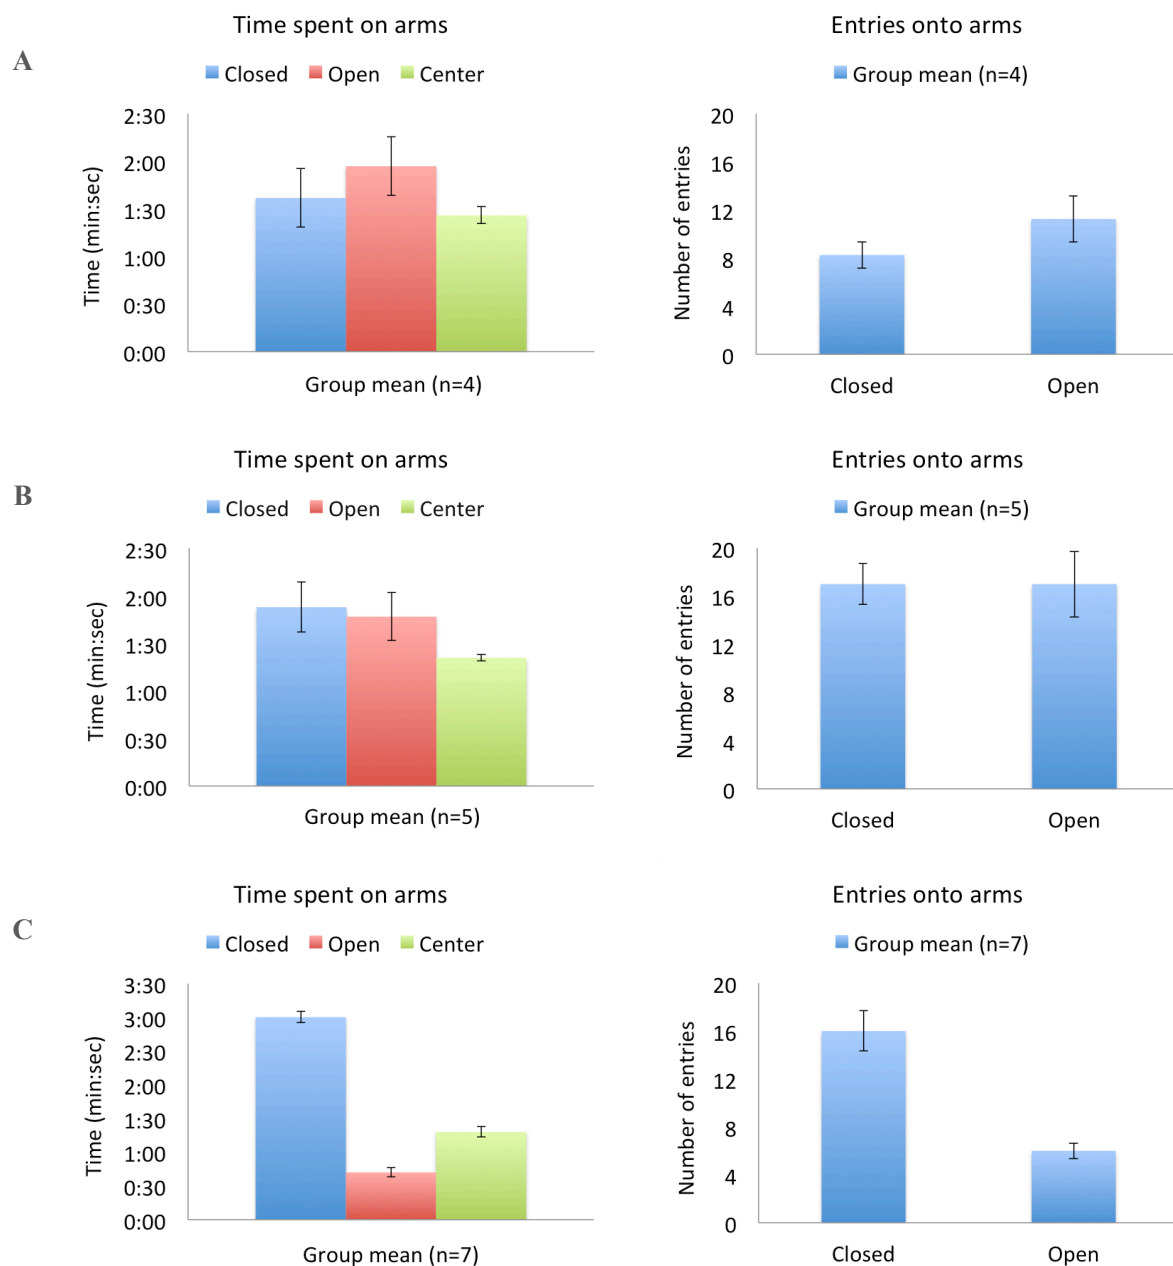 A
Time spent on arms
Closed Open Center
2:30
2:00
1:30
1:00
0:30
0:00
Time (min:sec)
Group mean (n=4)
Entries onto arms
Group mean (n=4)
20
16
12
8
4
0
Number of entries
Closed Open
B
Time spent on arms
Closed Open Center
2:30
2:00
1:30
1:00
0:30
0:00
Time (min:sec)
Group mean (n=5)
Entries onto arms
Group mean (n=5)
20
16
12
8
4
0
Number of entries
Closed Open
C
Time spent on arms
Closed Open Center
3:30
3:00
2:30
2:00
1:30
1:00
0:30
0:00
Time (min:sec)
Group mean (n=7)
Entries onto arms
Group mean (n=7)
20
16
12
8
4
0
Number of entries
Closed Open